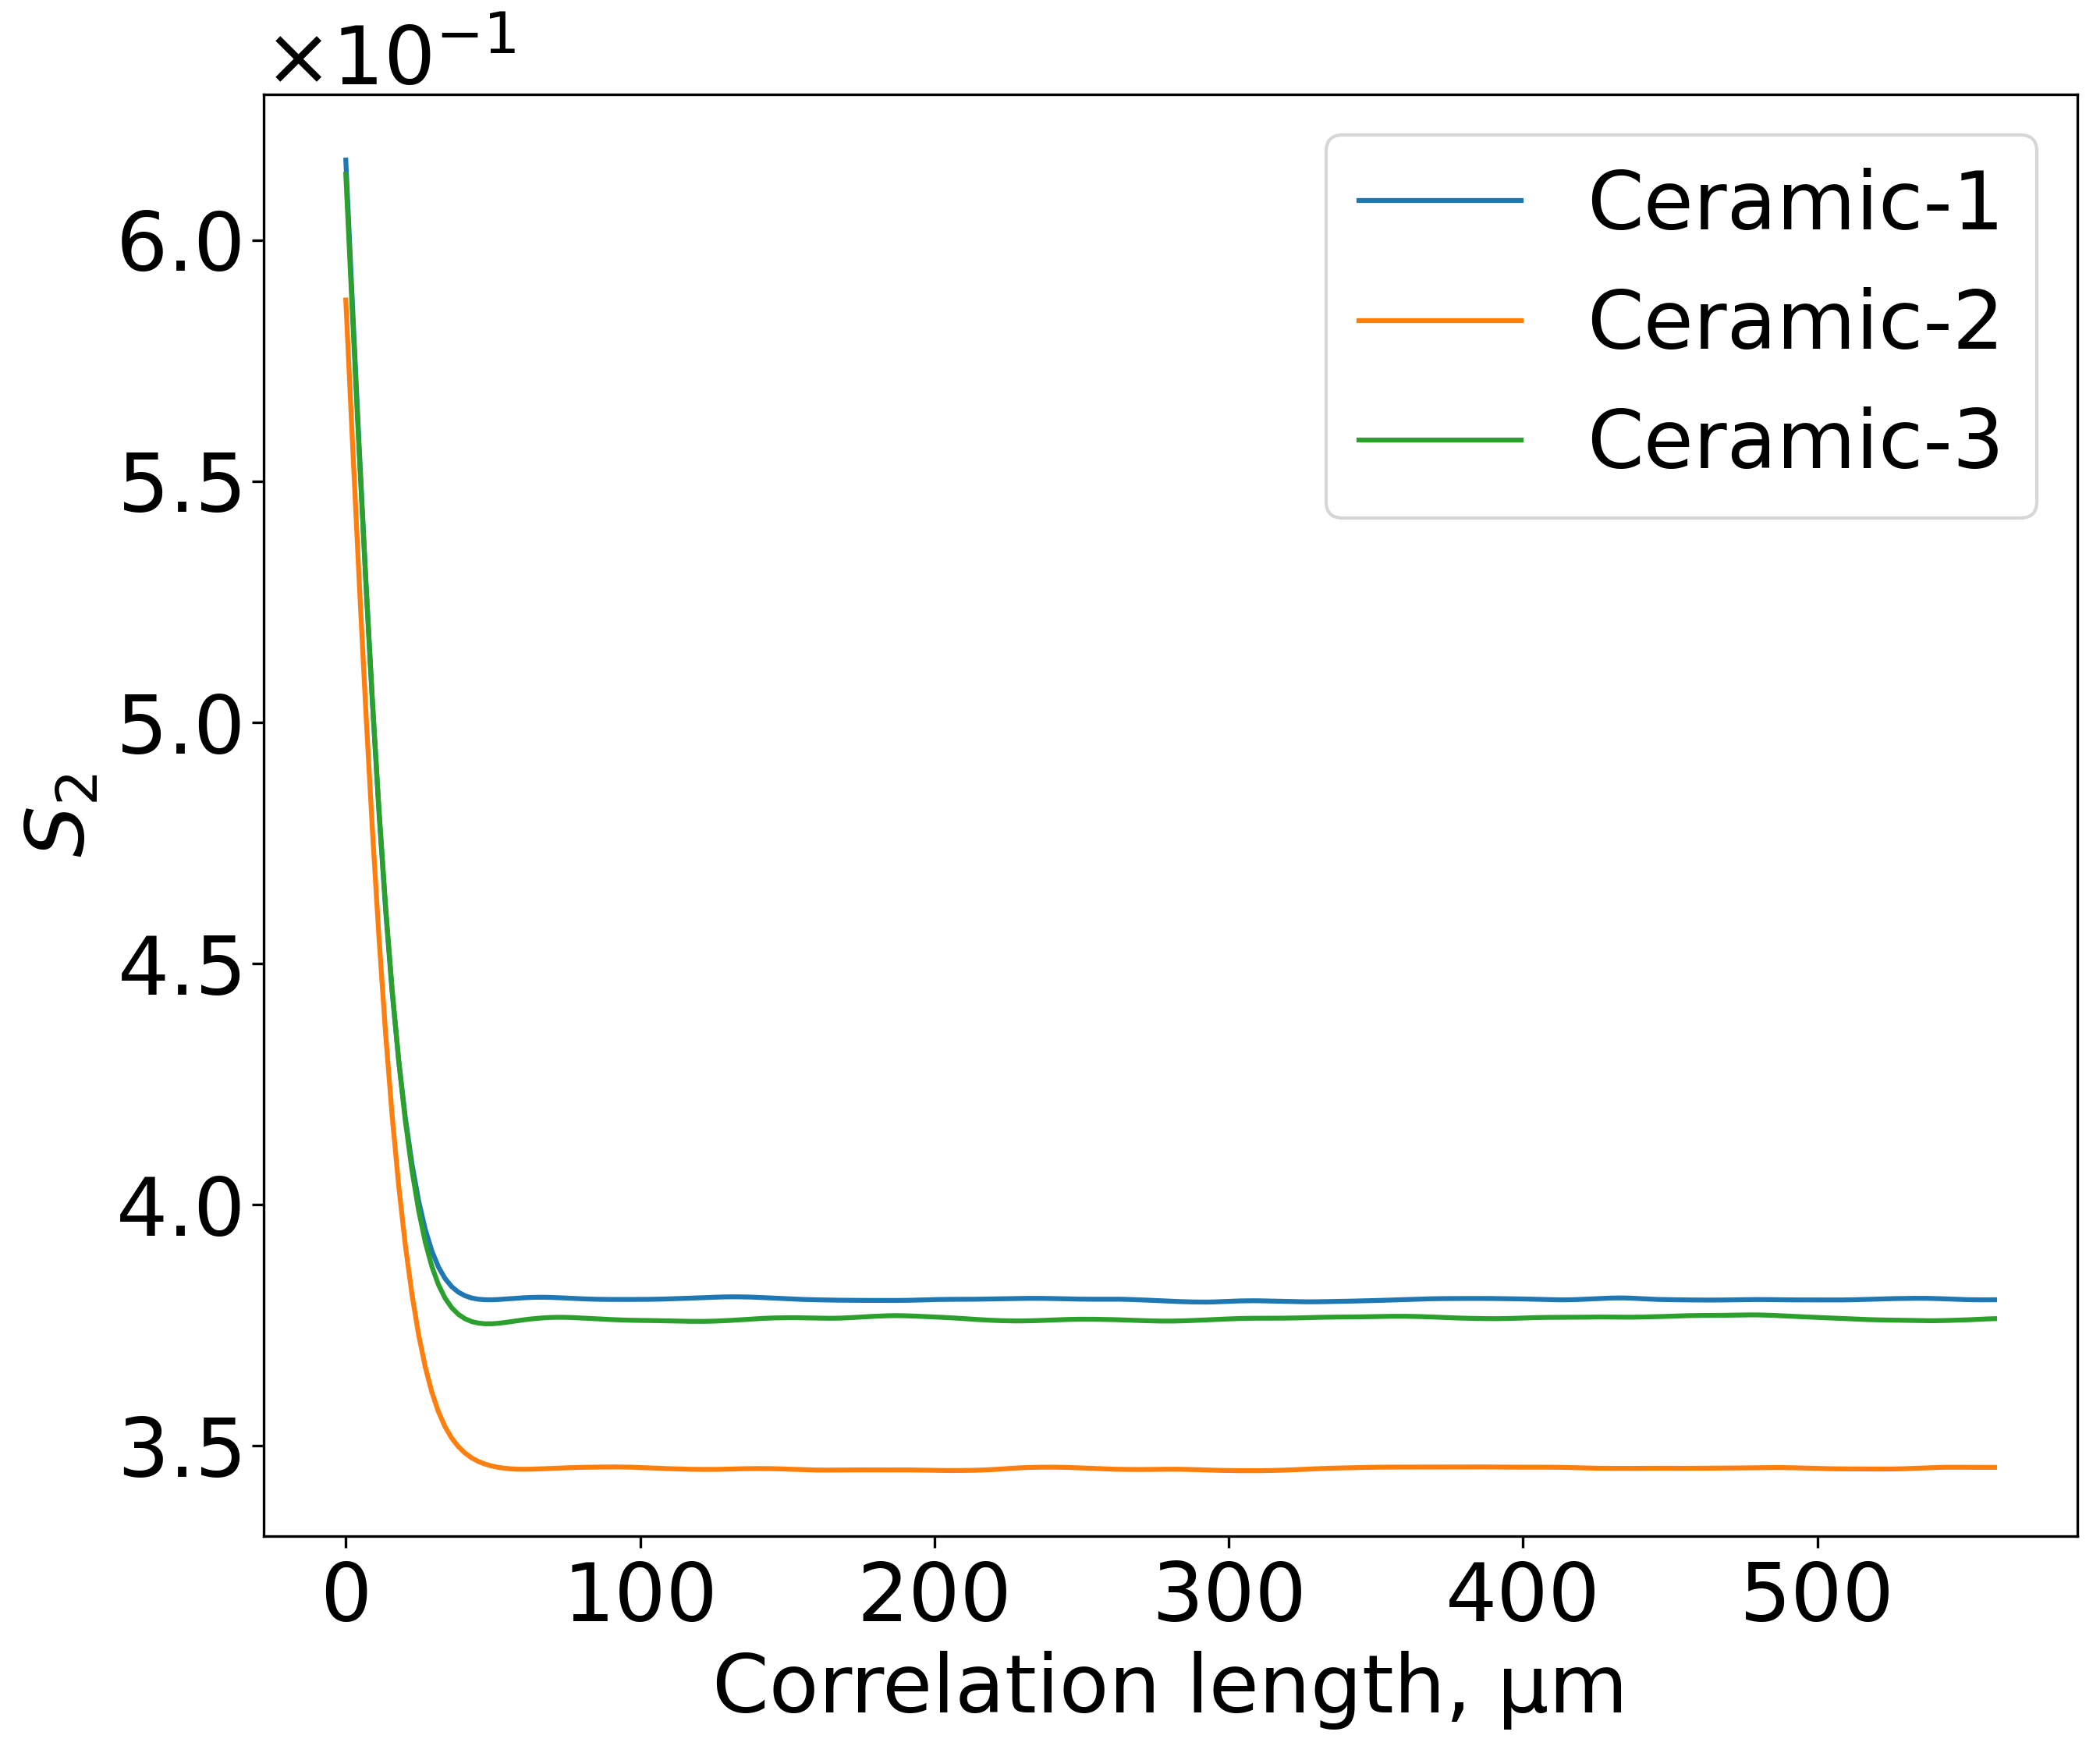 ×10⁻¹
6.0
5.5
5.0
4.5
4.0
3.5
S₂
0 100 200 300 400 500
Correlation length, µm
Ceramic-1
Ceramic-2
Ceramic-3